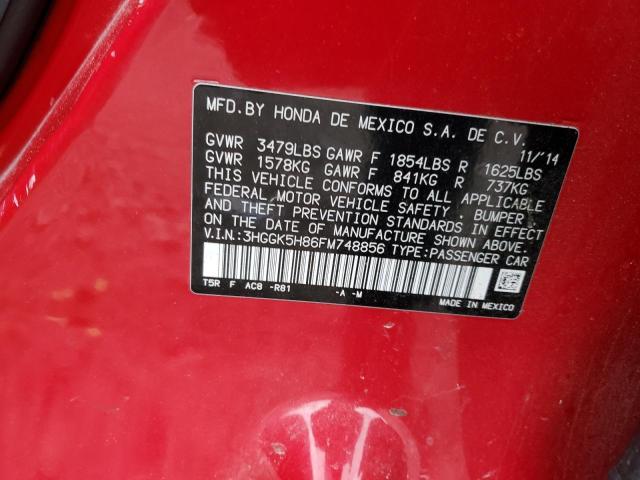 MFD. BY HONDA DE MEXICO S.A. DE C.V.
11/'14
GVWR 3479LBS GAWR F 1854LBS R 1625LBS
GVWR 1578KG GAWR F 841KG R 737KG
THIS VEHICLE CONFORMS TO ALL APPLICABLE
FEDERAL MOTOR VEHICLE SAFETY, BUMPER
AND THEFT PREVENTION STANDARDS IN EFFECT
ON THE DATE OF MANUFACTURE SHOWN ABOVE.
V.I.N.:3HGGK5H86FM748856 TYPE:PASSENGER CAR
T5R F AC8 -R81 -A -M
MADE IN MEXICO